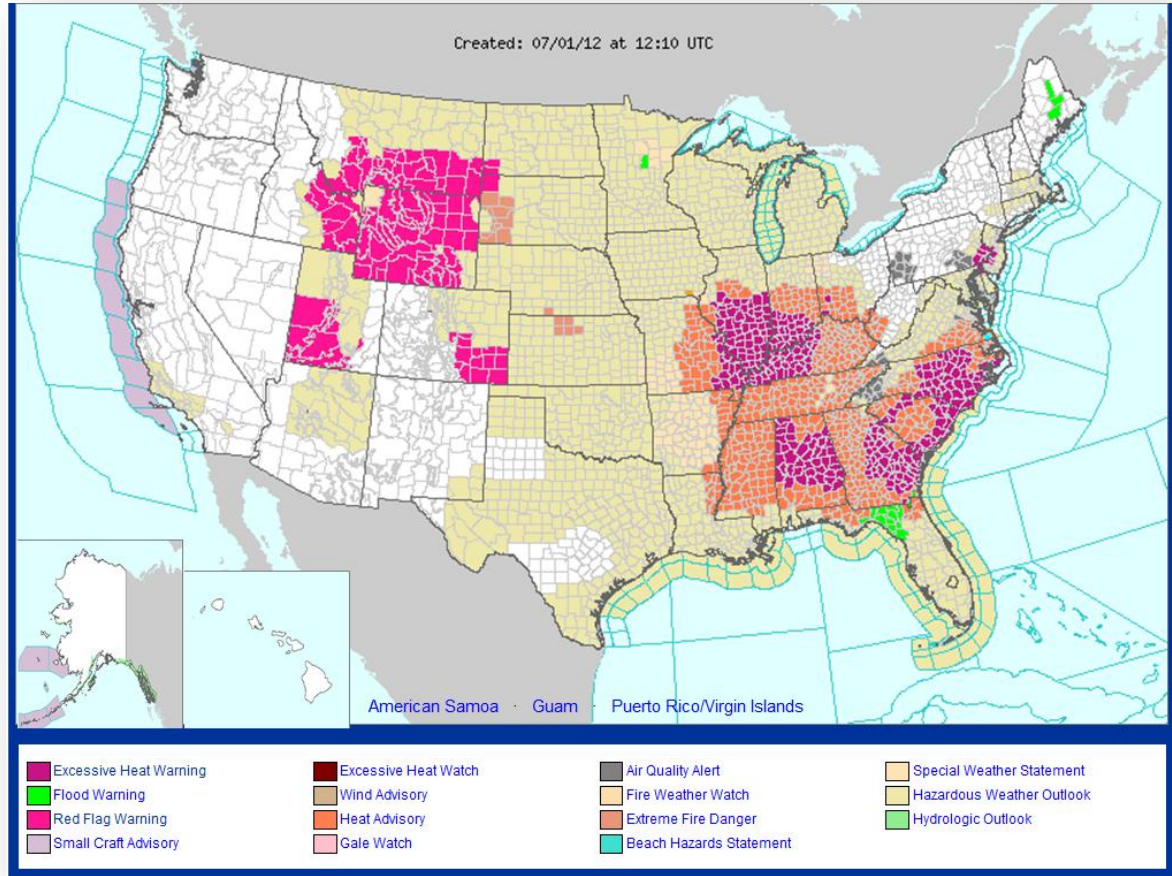 Created: 07/01/12 at 12:10 UTC
American Samoa · Guam · Puerto Rico/Virgin Islands
Excessive Heat Warning
Excessive Heat Watch
Air Quality Alert
Special Weather Statement
Flood Warning
Wind Advisory
Fire Weather Watch
Hazardous Weather Outlook
Red Flag Warning
Heat Advisory
Extreme Fire Danger
Hydrologic Outlook
Small Craft Advisory
Gale Watch
Beach Hazards Statement